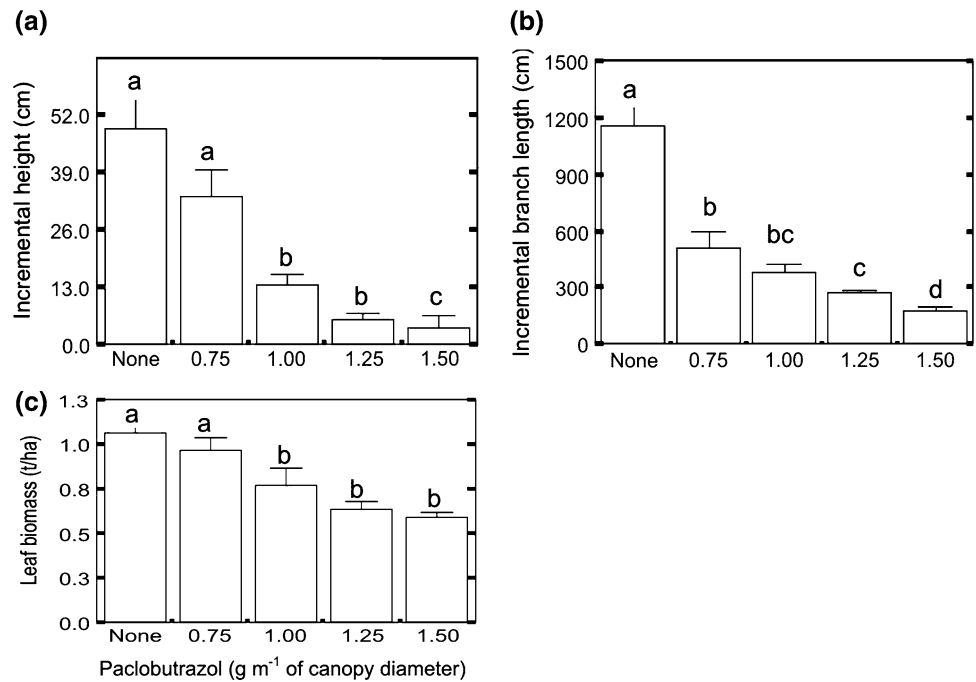 (a)
Incremental height (cm)
52.0
39.0
26.0
13.0
0.0
a
a
b
b
c
None 0.75 1.00 1.25 1.50
(b)
Incremental branch length (cm)
1500
1200
900
600
300
0
a
b
bc
c
d
None 0.75 1.00 1.25 1.50
(c)
Leaf biomass (t/ha)
1.3
1.0
0.8
0.5
0.3
0.0
a
a
b
b
b
None 0.75 1.00 1.25 1.50
Paclobutrazol (g m⁻¹ of canopy diameter)